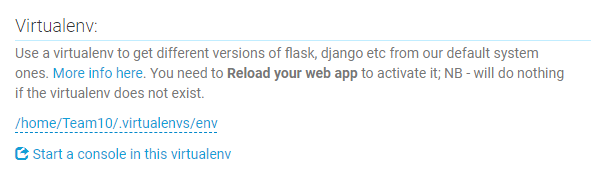 Virtualenv:
Use a virtualenv to get different versions of flask, django etc from our default system
ones. More info here. You need to Reload your web app to activate it; NB - will do nothing
if the virtualenv does not exist.
/home/Team10/.virtualenvs/env
Start a console in this virtualenv